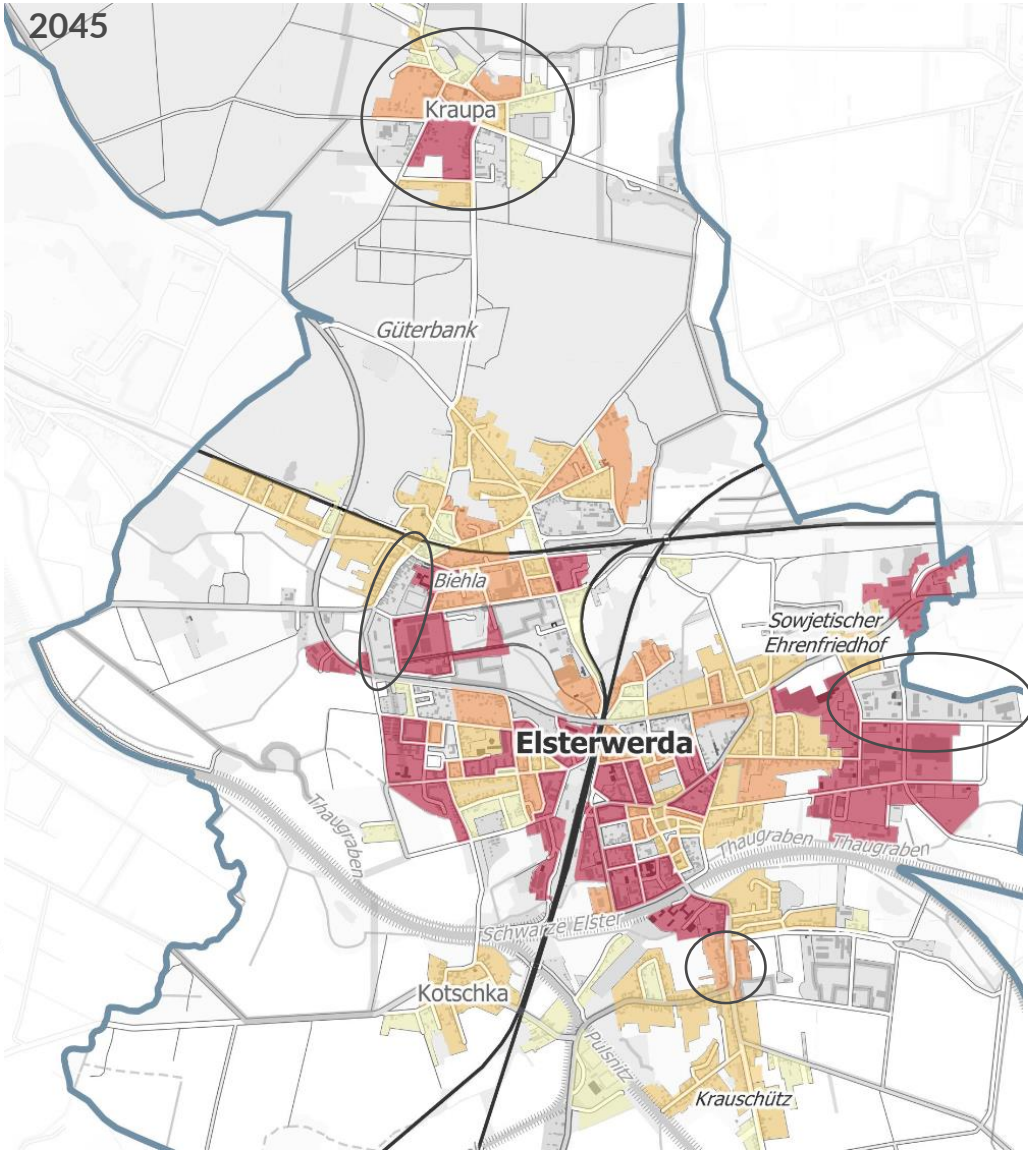 2045
Kraupa
Güterbank
Biehla
Sowjetischer
Ehrenfriedhof
Elsterwerda
Thaugraben
Thaugraben
Thaugraben
Schwarze Elster
Kotschka
Pulsnitz
Krauschütz